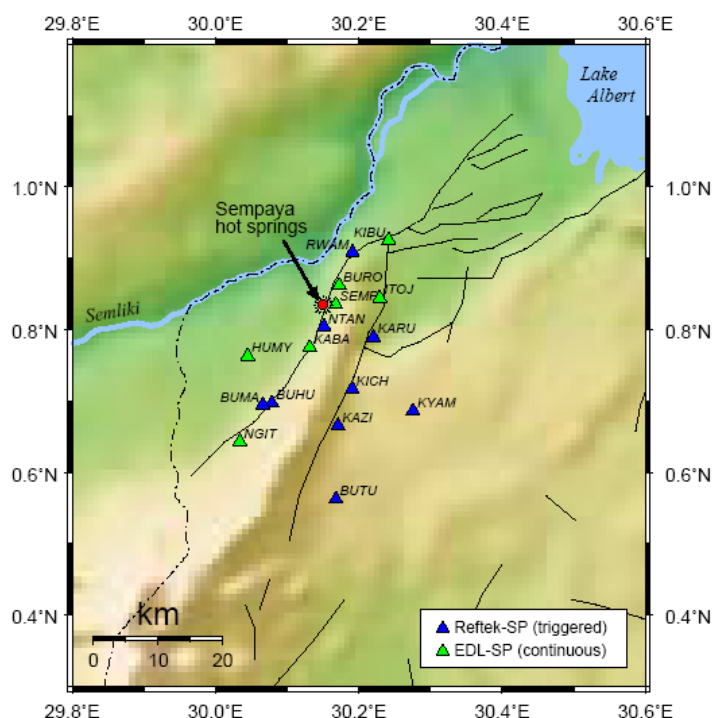 29.8°E
30.0°E
30.2°E
30.4°E
30.6°E
Lake
Albert
1.0°N
1.0°N
Sempaya
hot springs
KIBU
RWAM
BURO
SEMP
ITOJ
Semliki
NTAN
0.8°N
KARU
0.8°N
KABA
HUMY
KICH
BUMA
BUHU
KYAM
KAZI
NGIT
0.6°N
0.6°N
BUTU
km
0.4°N
0.4°N
Reftek-SP (triggered)
EDL-SP (continuous)
0 10 20
29.8°E
30.0°E
30.2°E
30.4°E
30.6°E